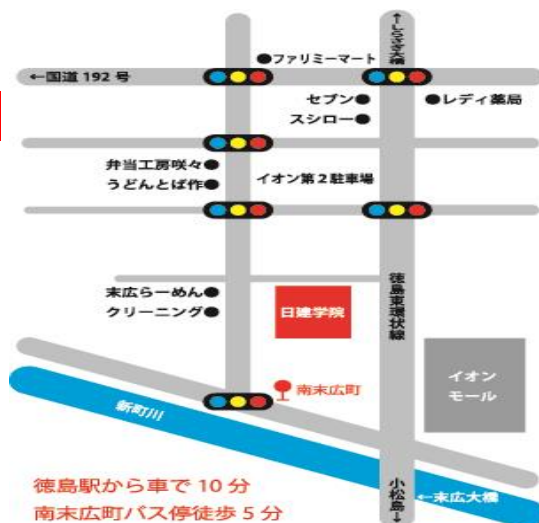 ←しらさぎ大橋
●ファリミーマート
←国道192号
セブン●
●レディ薬局
スシロー●
弁当工房咲々●
うどんとば作●
イオン第2駐車場
徳島東環状線
末広らーめん●
クリーニング●
日建学院
イオン
モール
南末広町
新町川
小松島→
←末広大橋
徳島駅から車で10分
南末広町バス停徒歩5分